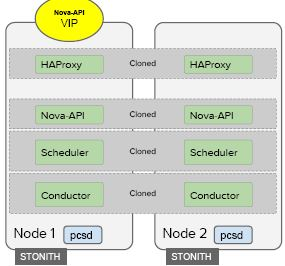 Nova-API
VIP
HAProxy Cloned HAProxy
Nova-API Cloned Nova-API
Scheduler Cloned Scheduler
Conductor Cloned Conductor
Node 1 pcsd Node 2 pcsd
STONITH STONITH